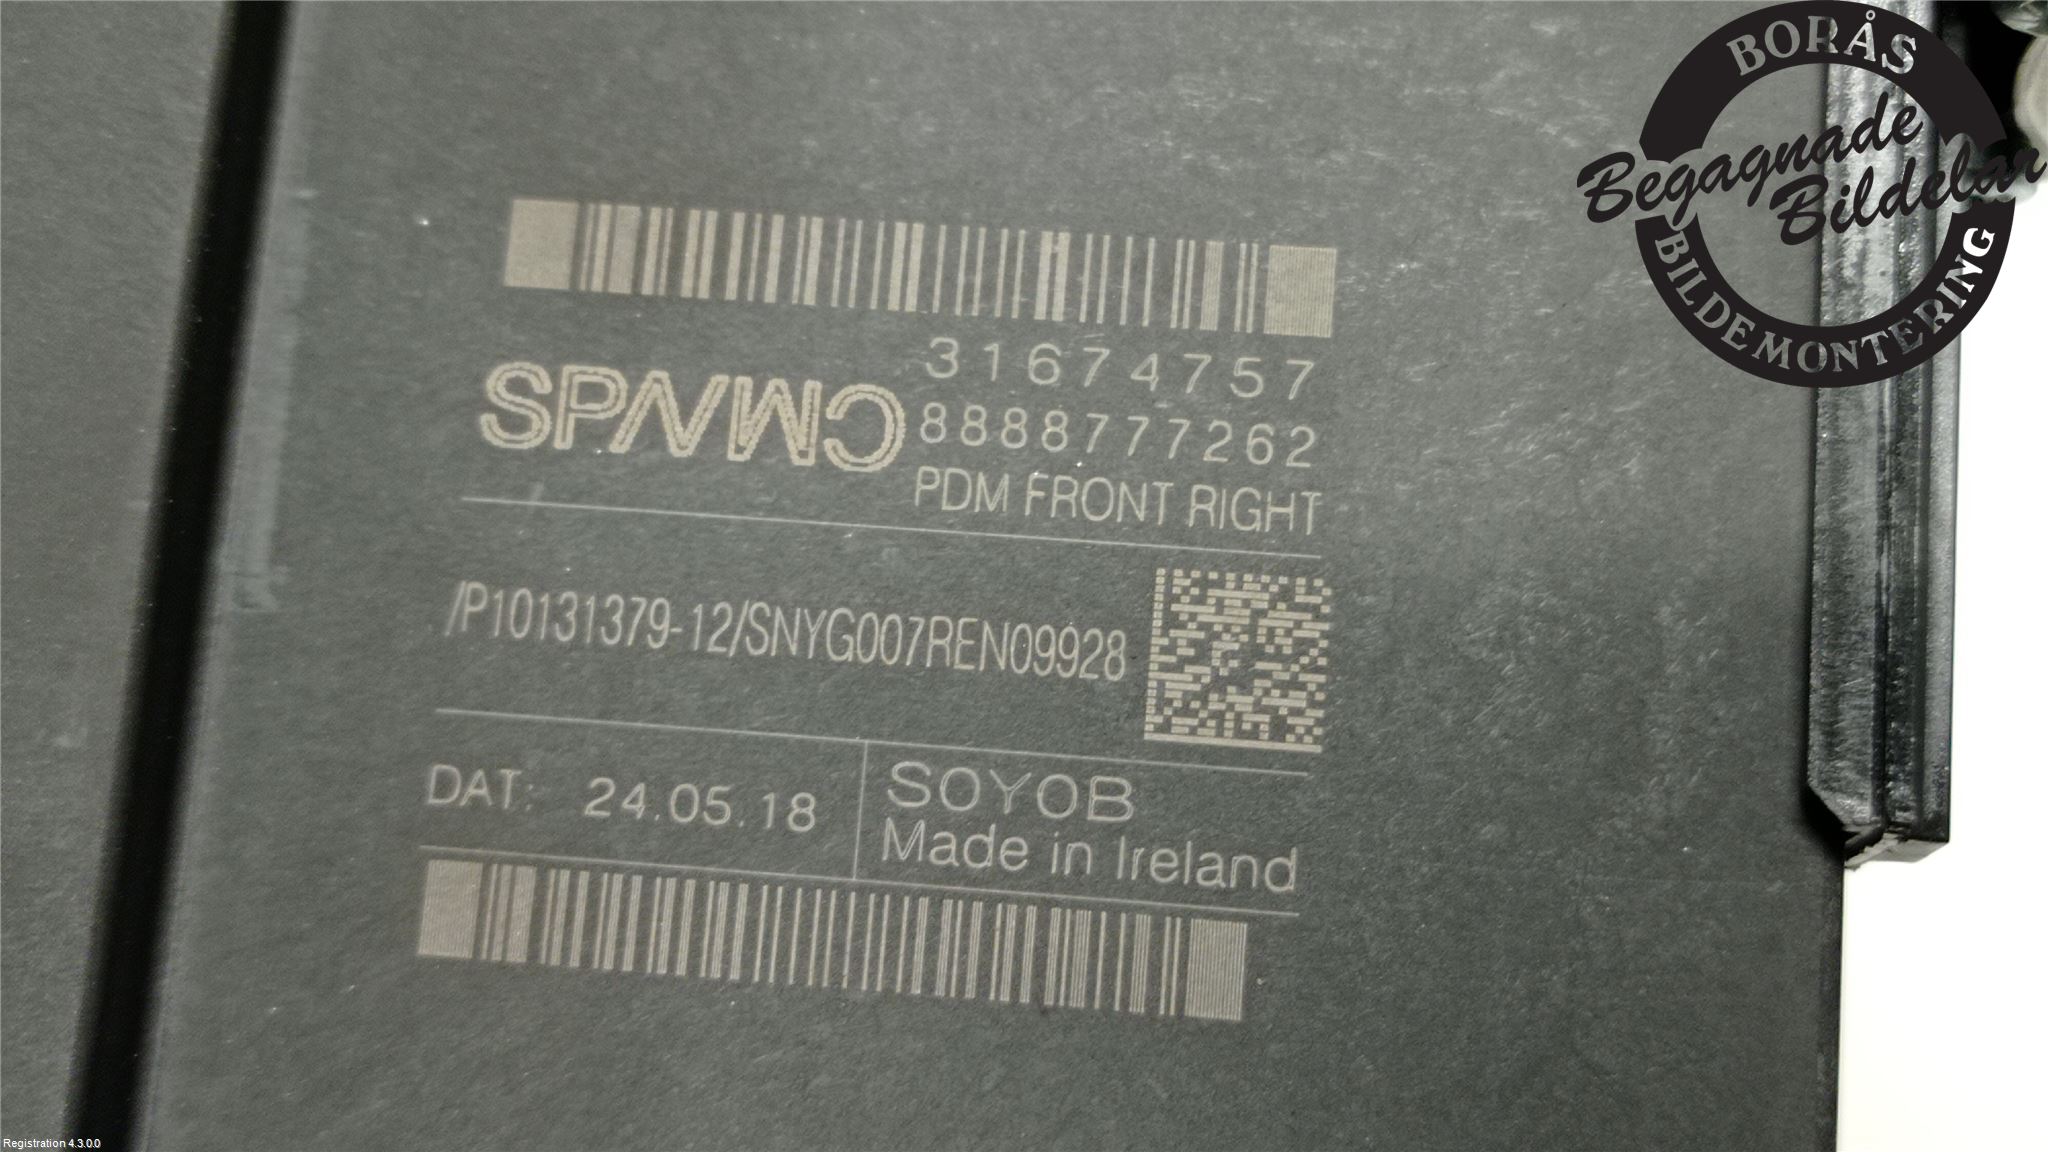 BORÅS
Begagnade
Bildelar
BILDEMONTERING
31674757
8888777262
PDM FRONT RIGHT
/P10131379-12/SNYG007REN09928
DAT: 24.05.18
SOYOB
Made in Ireland
Registration 4.3.0.0